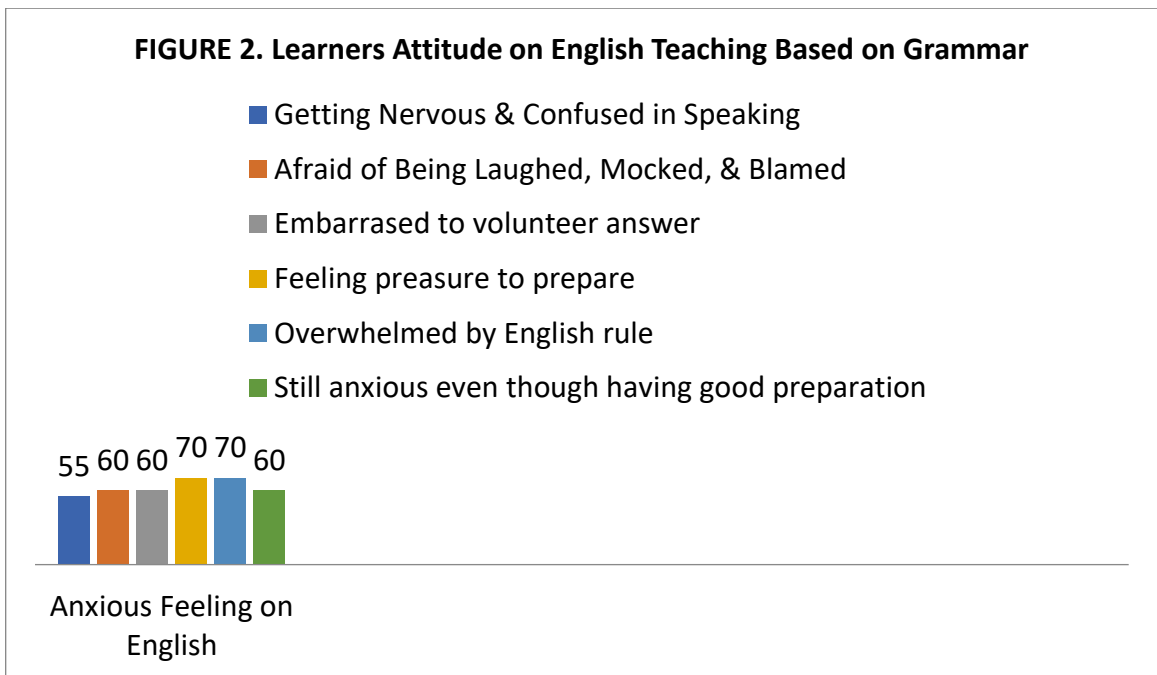 FIGURE 2. Learners Attitude on English Teaching Based on Grammar
Getting Nervous & Confused in Speaking
Afraid of Being Laughed, Mocked, & Blamed
Embarrased to volunteer answer
Feeling preasure to prepare
Overwhelmed by English rule
Still anxious even though having good preparation
55 60 60 70 70 60
Anxious Feeling on
English